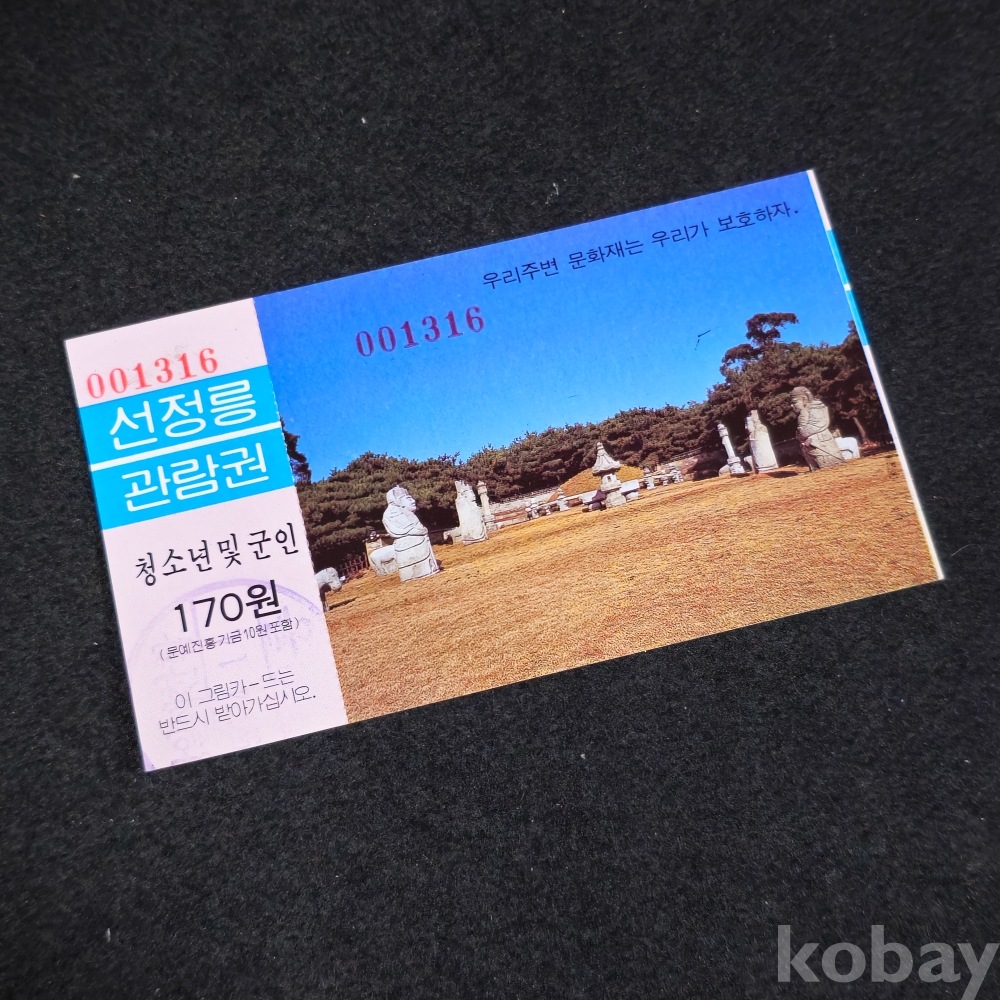 001316
선정릉
관람권
청소년 및 군인
170원
(문예진흥기금10원포함)
이 그림카-드는
반드시 받아가십시오.
우리주변 문화재는 우리가 보호하자.
001316
kobay